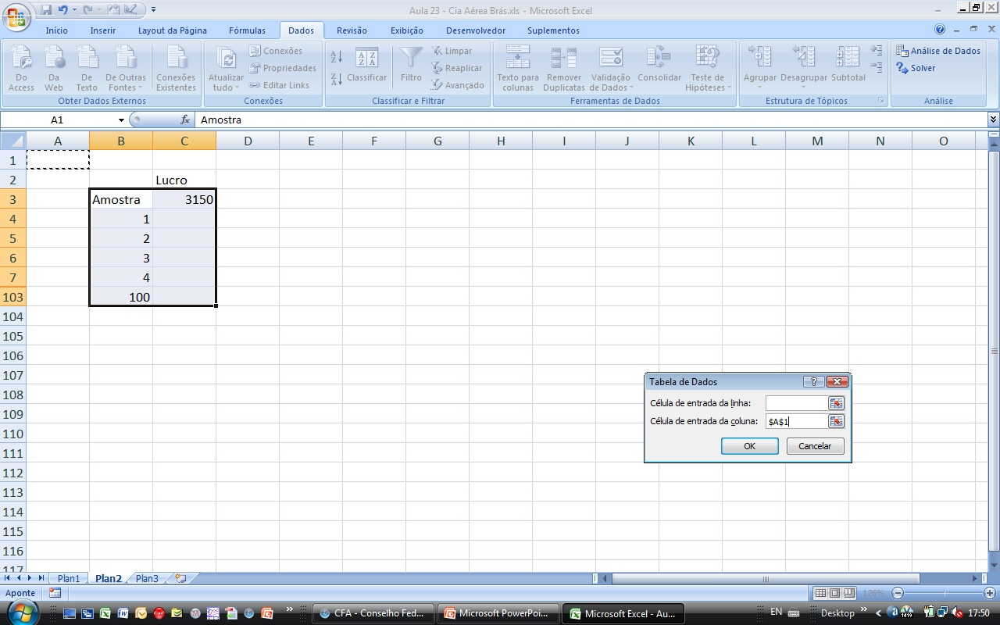 Aula 23 - Cia Aérea Brás.xls - Microsoft Excel
Início Inserir Layout da Página Fórmulas Dados Revisão Exibição Desenvolvedor Suplementos
Do Access
Da Web
De Texto
De Outras Fontes
Conexões Existentes
Obter Dados Externos
Atualizar tudo
Conexões
Propriedades
Editar Links
Conexões
Classificar
Filtro
Limpar
Reaplicar
Avançado
Classificar e Filtrar
Texto para colunas
Remover Duplicatas
Validação de Dados
Consolidar
Teste de Hipóteses
Ferramentas de Dados
Agrupar
Desagrupar
Subtotal
Estrutura de Tópicos
Análise de Dados
Solver
Análise
A1 fx Amostra
A B C D E F G H I J K L M N O
1
2 Lucro
3 Amostra 3150
4 1
5 2
6 3
7 4
103 100
104
105
106
107
108
109
110
111
112
113
114
115
116
117
Tabela de Dados
Célula de entrada da linha:
Célula de entrada da coluna: $A$1
OK Cancelar
Plan1 Plan2 Plan3
Aponte 126%
CFA - Conselho Fed... Microsoft PowerPoi... Microsoft Excel - Au... EN Desktop 1419 17:50